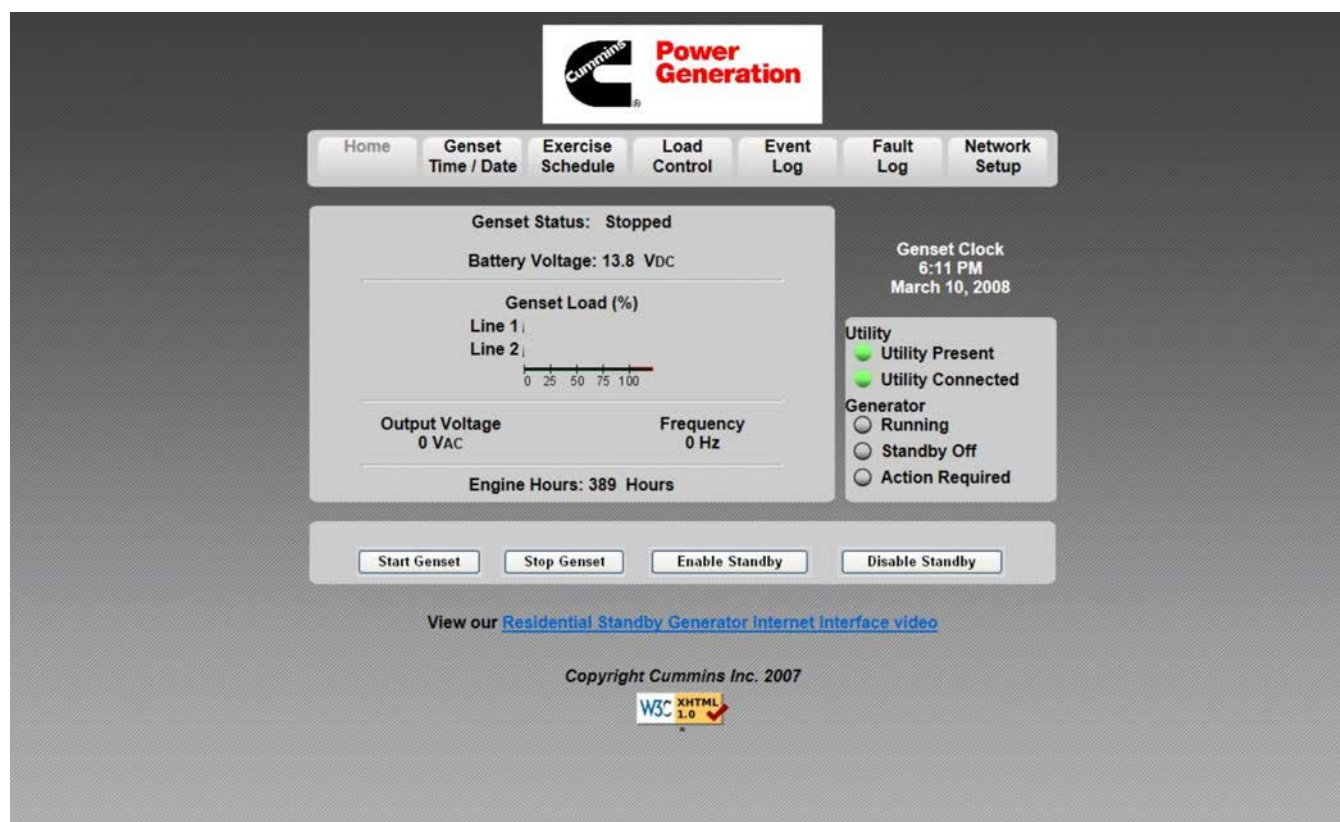 Cummins
Power
Generation
®
Home
Genset
Time / Date
Exercise
Schedule
Load
Control
Event
Log
Fault
Log
Network
Setup
Genset Status: Stopped
Battery Voltage: 13.8 VDC
Genset Load (%)
Line 1
Line 2
0 25 50 75 100
Output Voltage
0 VAC
Frequency
0 Hz
Engine Hours: 389 Hours
Genset Clock
6:11 PM
March 10, 2008
Utility
Utility Present
Utility Connected
Generator
Running
Standby Off
Action Required
Start Genset
Stop Genset
Enable Standby
Disable Standby
View our Residential Standby Generator Internet Interface video
Copyright Cummins Inc. 2007
W3C XHTML
1.0